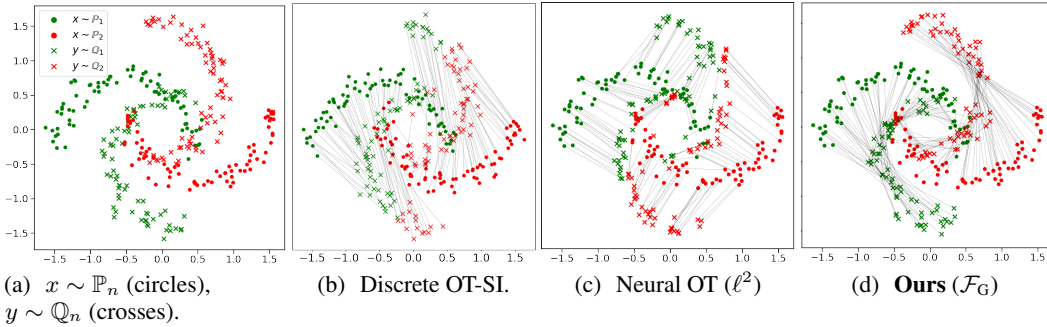 x ∼ ℙ₁
x ∼ ℙ₂
y ∼ ℚ₁
y ∼ ℚ₂
1.5
1.0
0.5
0.0
−0.5
−1.0
−1.5
−1.5 −1.0 −0.5 0.0 0.5 1.0 1.5
−1.5 −1.0 −0.5 0.0 0.5 1.0 1.5
−1.5 −1.0 −0.5 0.0 0.5 1.0 1.5
−1.5 −1.0 −0.5 0.0 0.5 1.0 1.5
(a) x ∼ ℙₙ (circles),
y ∼ ℚₙ (crosses).
(b) Discrete OT-SI.
(c) Neural OT (ℓ²)
(d) Ours (ℱ_G)